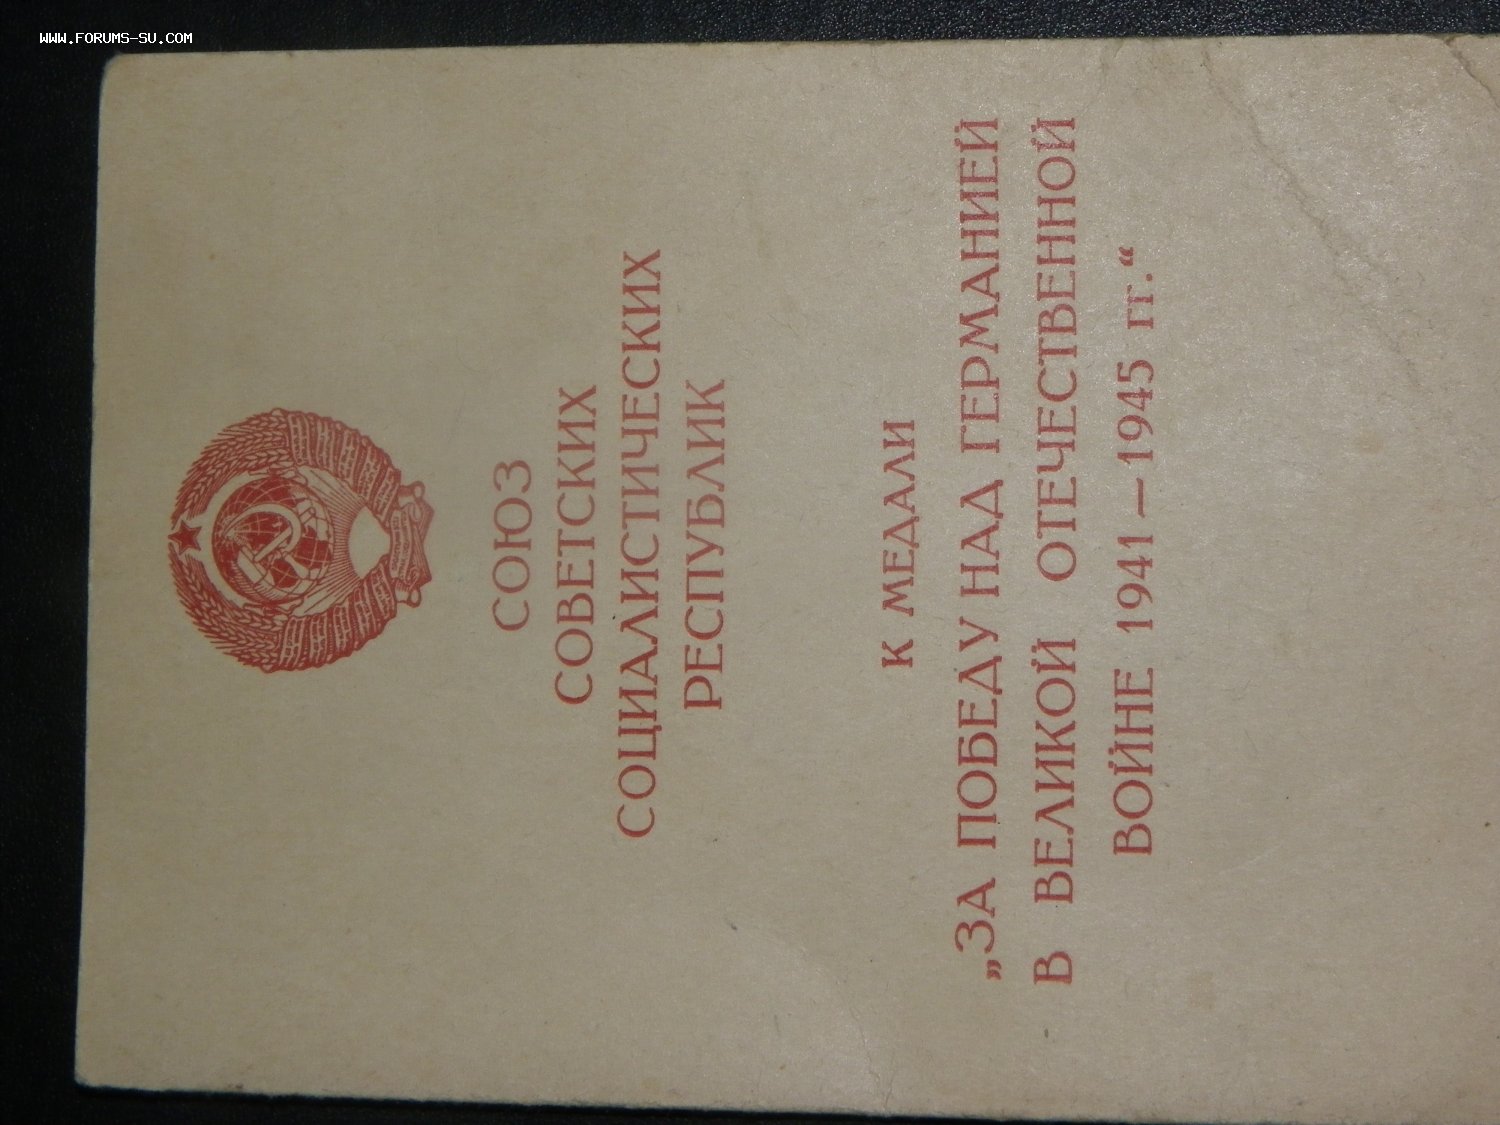 WWW.FORUMS-SU.COM
СОЮЗ
СОВЕТСКИХ
СОЦИАЛИСТИЧЕСКИХ
РЕСПУБЛИК
К МЕДАЛИ
„ЗА ПОБЕДУ НАД ГЕРМАНИЕЙ
В ВЕЛИКОЙ ОТЕЧЕСТВЕННОЙ
ВОЙНЕ 1941—1945 гг.“